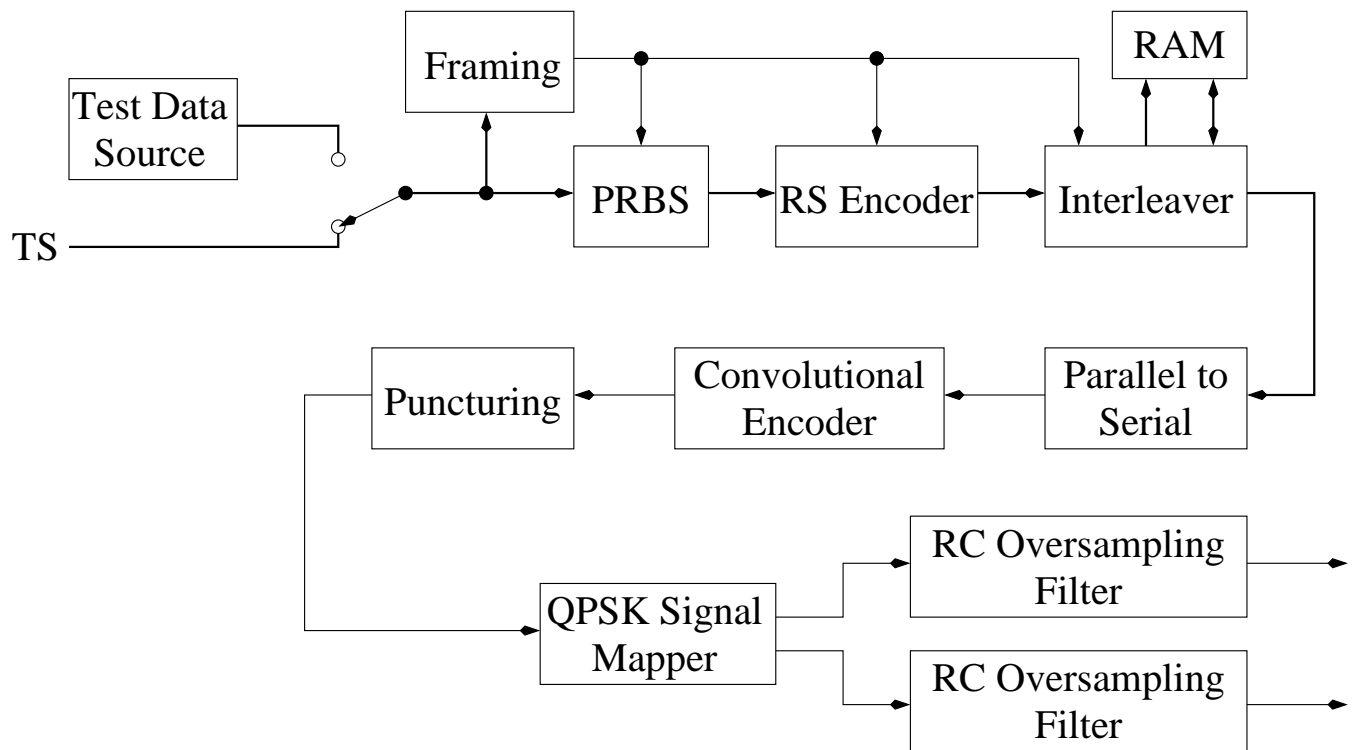 Framing
RAM
Test Data
Source
PRBS
RS Encoder
Interleaver
TS
Puncturing
Convolutional
Encoder
Parallel to
Serial
RC Oversampling
Filter
QPSK Signal
Mapper
RC Oversampling
Filter